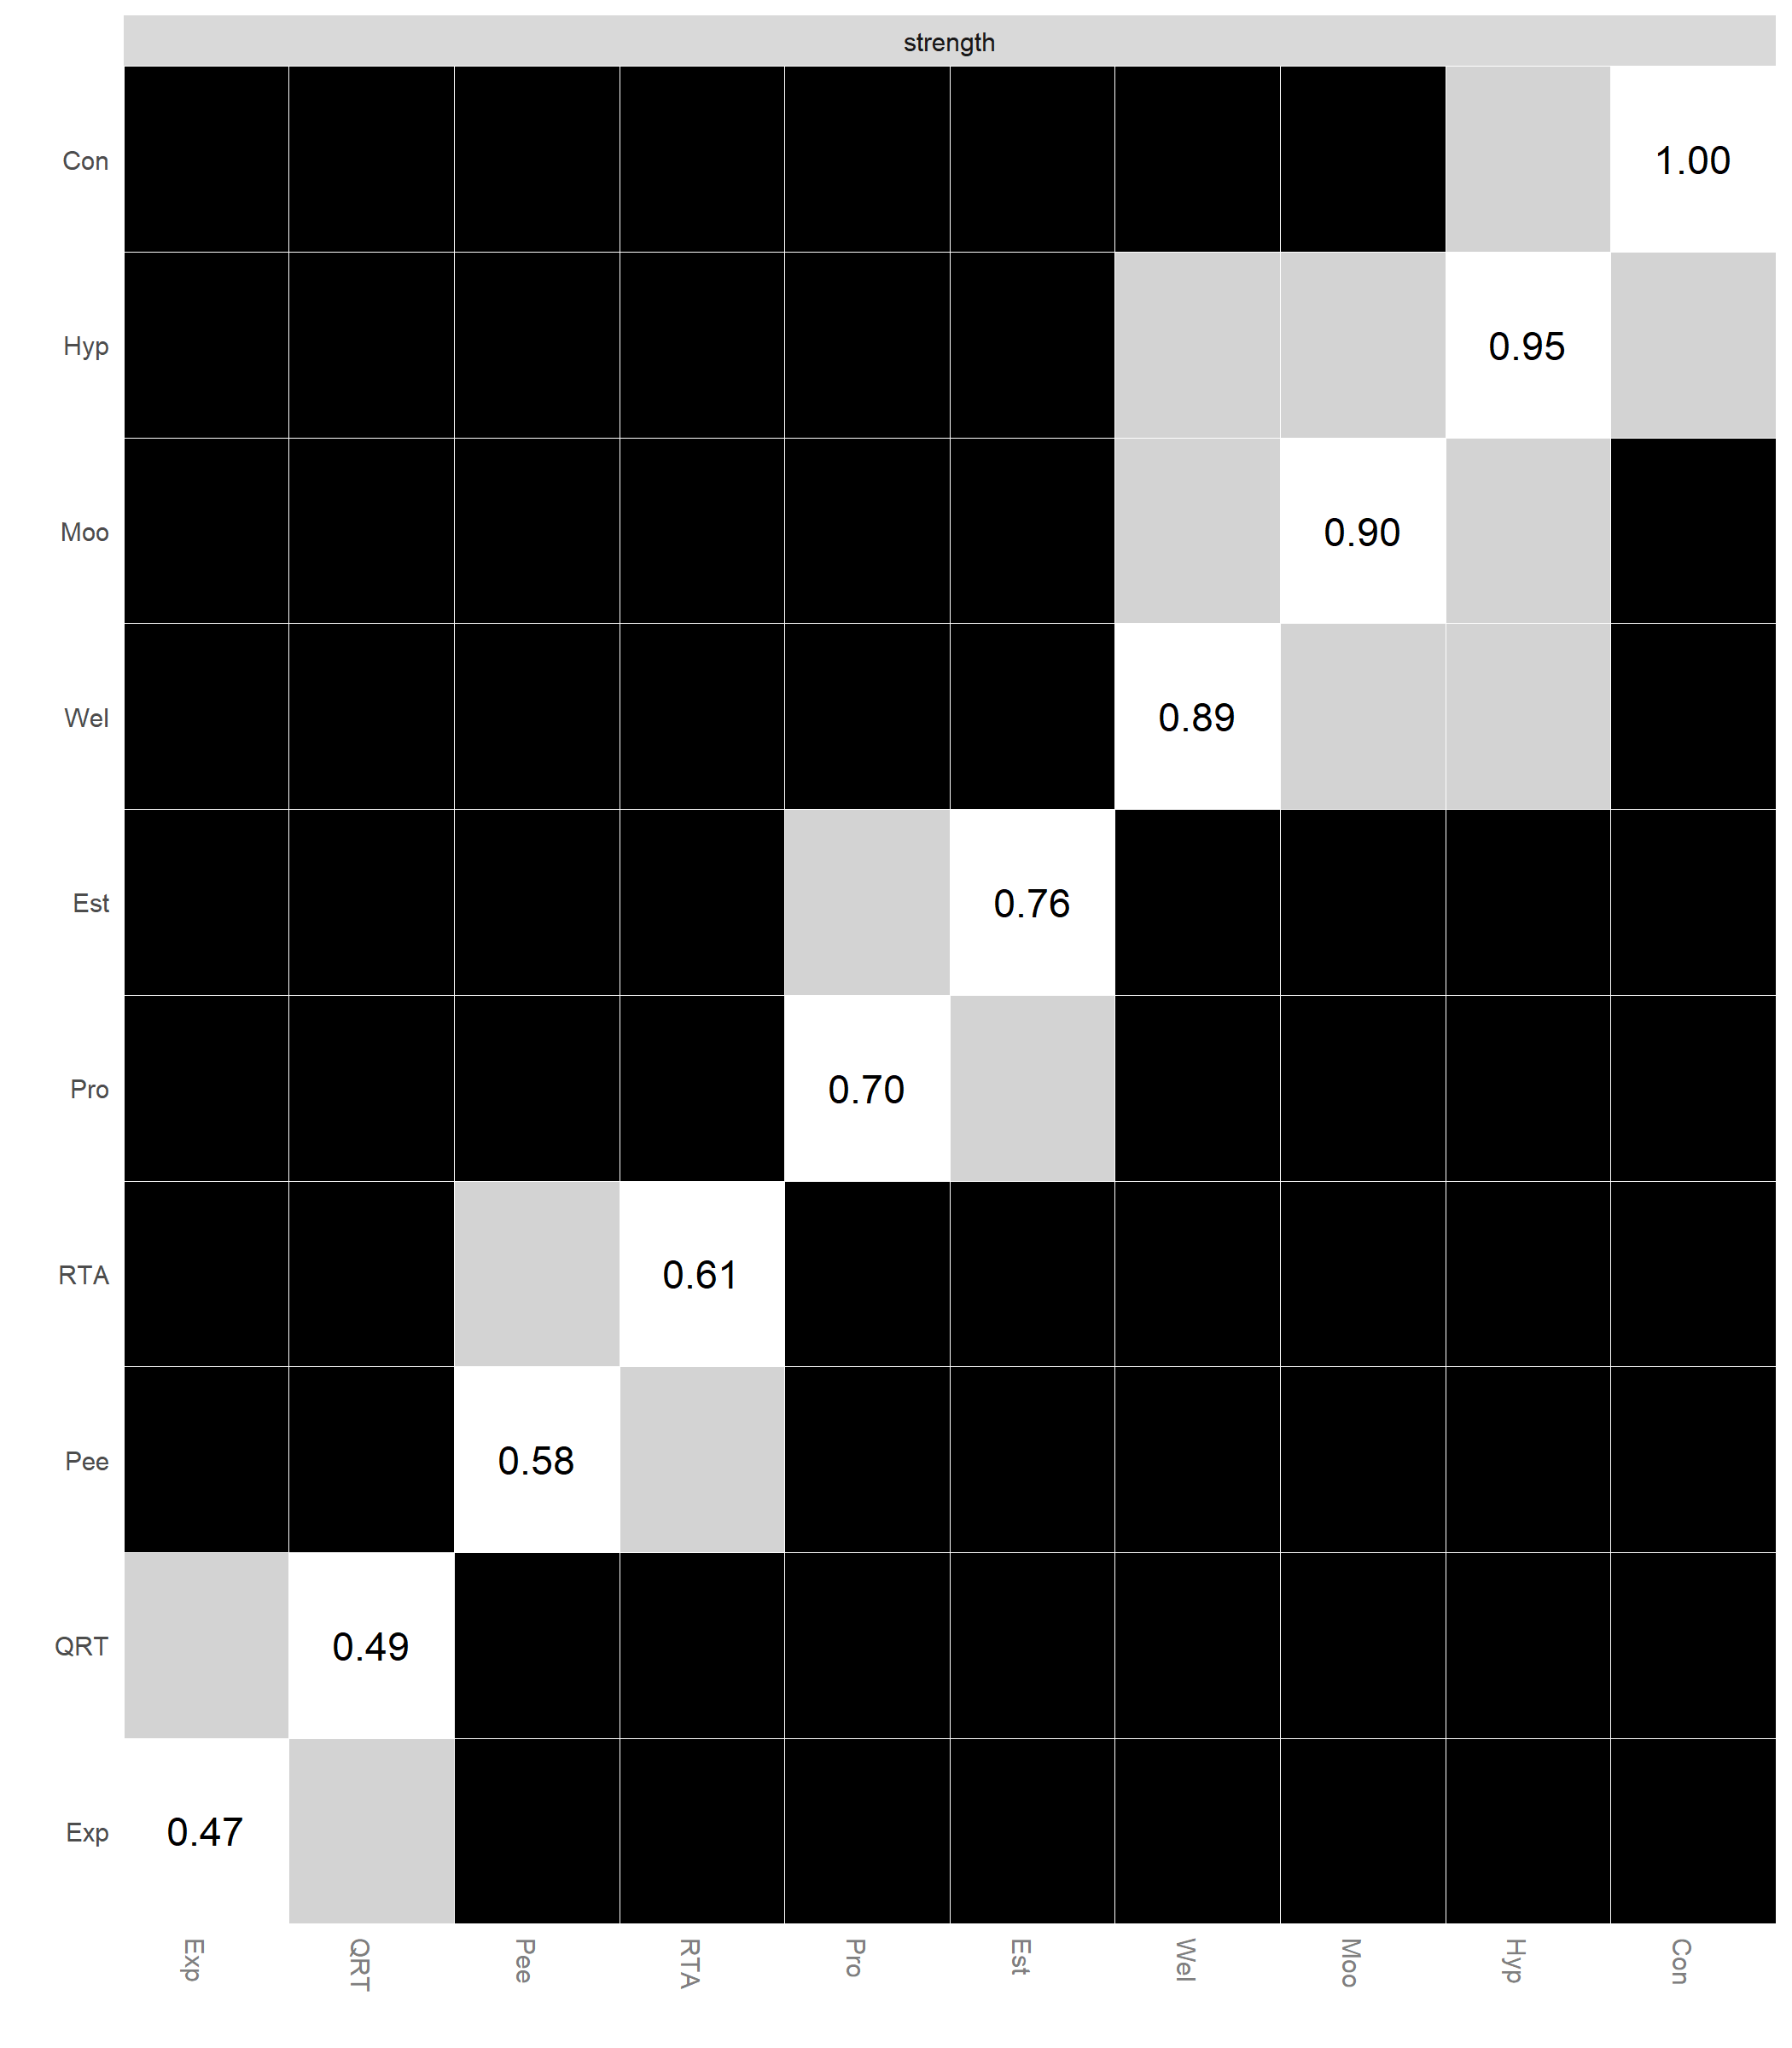 strength
Con 1.00
Hyp 0.95
Moo 0.90
Wel 0.89
Est 0.76
Pro 0.70
RTA 0.61
Pee 0.58
QRT 0.49
Exp 0.47
Exp QRT Pee RTA Pro Est Wel Moo Hyp Con